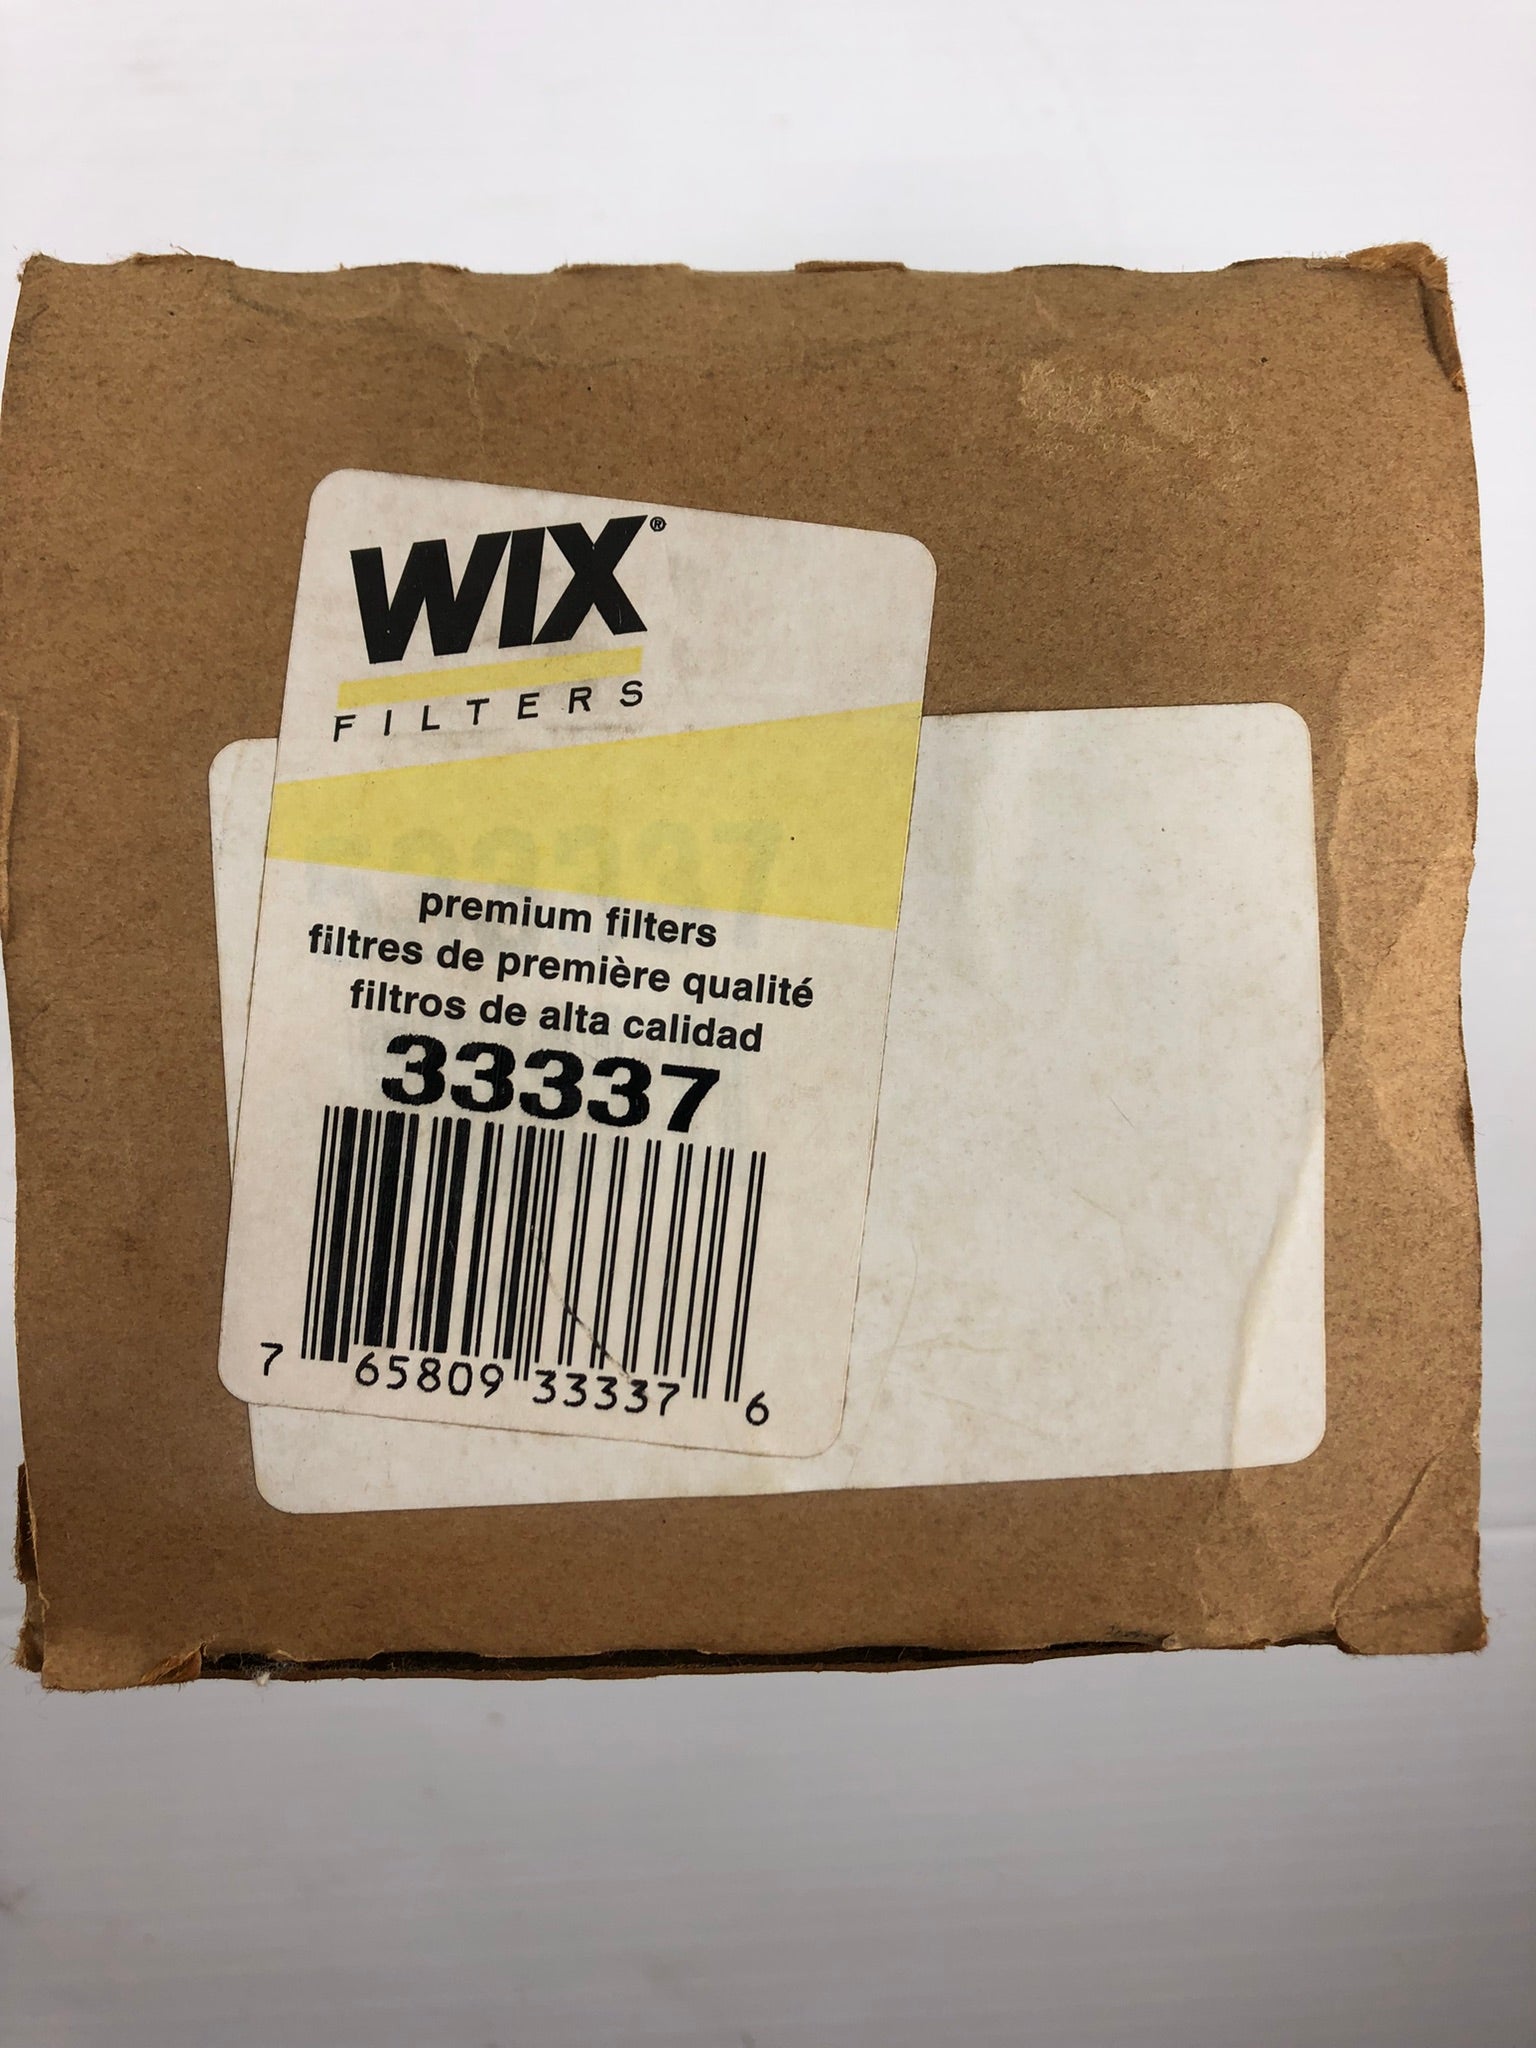 WIX®
FILTERS
premium filters
filtres de première qualité
filtros de alta calidad
33337
7 65809 33337 6